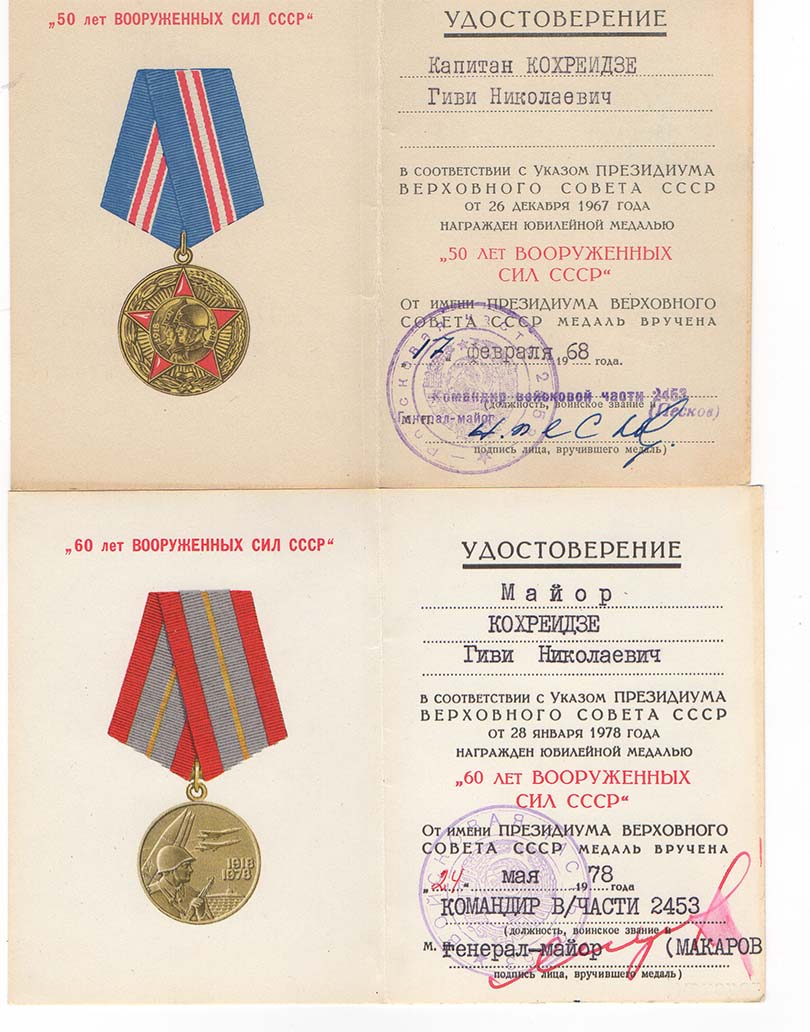 „50 лет ВООРУЖЕННЫХ СИЛ СССР“
УДОСТОВЕРЕНИЕ
Капитан КОХРЕИДЗЕ
Гиви Николаевич
В СООТВЕТСТВИИ С УКАЗОМ ПРЕЗИДИУМА
ВЕРХОВНОГО СОВЕТА СССР
ОТ 26 ДЕКАБРЯ 1967 ГОДА
НАГРАЖДЕН ЮБИЛЕЙНОЙ МЕДАЛЬЮ
„50 ЛЕТ ВООРУЖЕННЫХ
СИЛ СССР“
ОТ ИМЕНИ ПРЕЗИДИУМА ВЕРХОВНОГО
СОВЕТА СССР МЕДАЛЬ ВРУЧЕНА
„17“ февраля 1968 года.
Командир войсковой части 2453
(должность, воинское звание и
М. П. Генерал-майор (Песков)
подпись лица, вручившего медаль)
„60 лет ВООРУЖЕННЫХ СИЛ СССР“
1918
1978
УДОСТОВЕРЕНИЕ
Майор
КОХРЕИДЗЕ
Гиви Николаевич
В СООТВЕТСТВИИ С УКАЗОМ ПРЕЗИДИУМА
ВЕРХОВНОГО СОВЕТА СССР
ОТ 28 ЯНВАРЯ 1978 ГОДА
НАГРАЖДЕН ЮБИЛЕЙНОЙ МЕДАЛЬЮ
„60 ЛЕТ ВООРУЖЕННЫХ
СИЛ СССР“
ОТ ИМЕНИ ПРЕЗИДИУМА ВЕРХОВНОГО
СОВЕТА СССР МЕДАЛЬ ВРУЧЕНА
„24“ мая 1978 года
КОМАНДИР В/ЧАСТИ 2453
(должность, воинское звание и
М. П. генерал-майор (МАКАРОВ
подпись лица, вручившего медаль)